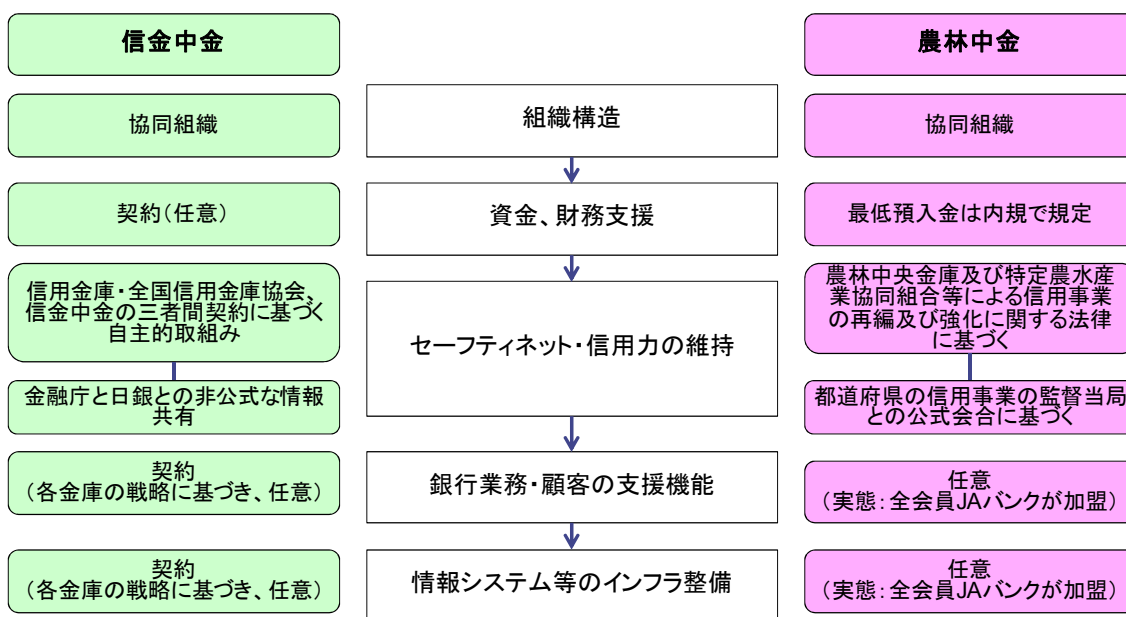 信金中金
農林中金
協同組織
組織構造
協同組織
契約（任意）
資金、財務支援
最低預入金は内規で規定
信用金庫・全国信用金庫協会、
信金中金の三者間契約に基づく
自主的取組み
セーフティネット・信用力の維持
農林中央金庫及び特定農水産
業協同組合等による信用事業
の再編及び強化に関する法律
に基づく
金融庁と日銀との非公式な情報
共有
都道府県の信用事業の監督当局
との公式会合に基づく
契約
（各金庫の戦略に基づき、任意）
銀行業務・顧客の支援機能
任意
（実態：全会員JAバンクが加盟）
契約
（各金庫の戦略に基づき、任意）
情報システム等のインフラ整備
任意
（実態：全会員JAバンクが加盟）